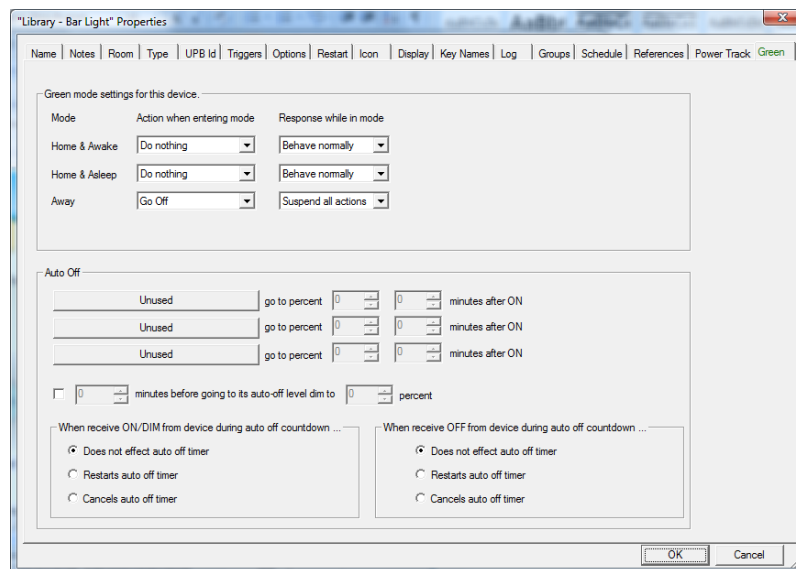 "Library - Bar Light" Properties
Name Notes Room Type UPB Id Triggers Options Restart Icon Display Key Names Log Groups Schedule References Power Track Green
Green mode settings for this device.
Mode Action when entering mode Response while in mode
Home & Awake Do nothing Behave normally
Home & Asleep Do nothing Behave normally
Away Go Off Suspend all actions
Auto Off
Unused go to percent 0 0 minutes after ON
Unused go to percent 0 0 minutes after ON
Unused go to percent 0 0 minutes after ON
0 minutes before going to its auto-off level dim to 0 percent
When receive ON/DIM from device during auto off countdown ... When receive OFF from device during auto off countdown ...
Does not effect auto off timer Does not effect auto off timer
Restarts auto off timer Restarts auto off timer
Cancels auto off timer Cancels auto off timer
OK Cancel